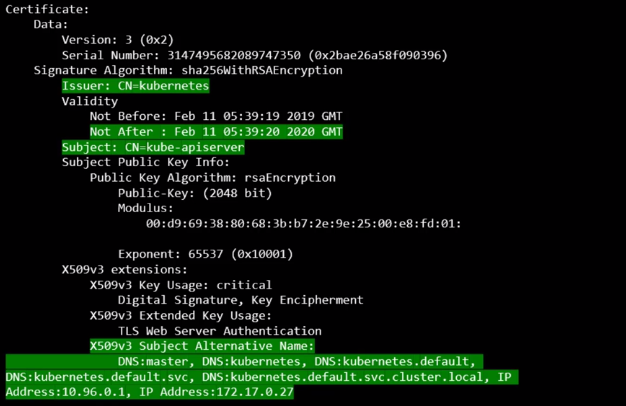 Certificate:
Data:
Version: 3 (0x2)
Serial Number: 3147495682089747350 (0x2bae26a58f090396)
Signature Algorithm: sha256WithRSAEncryption
Issuer: CN=kubernetes
Validity
Not Before: Feb 11 05:39:19 2019 GMT
Not After : Feb 11 05:39:20 2020 GMT
Subject: CN=kube-apiserver
Subject Public Key Info:
Public Key Algorithm: rsaEncryption
Public-Key: (2048 bit)
Modulus:
00:d9:69:38:80:68:3b:b7:2e:9e:25:00:e8:fd:01:
Exponent: 65537 (0x10001)
X509v3 extensions:
X509v3 Key Usage: critical
Digital Signature, Key Encipherment
X509v3 Extended Key Usage:
TLS Web Server Authentication
X509v3 Subject Alternative Name:
DNS:master, DNS:kubernetes, DNS:kubernetes.default,
DNS:kubernetes.default.svc, DNS:kubernetes.default.svc.cluster.local, IP
Address:10.96.0.1, IP Address:172.17.0.27